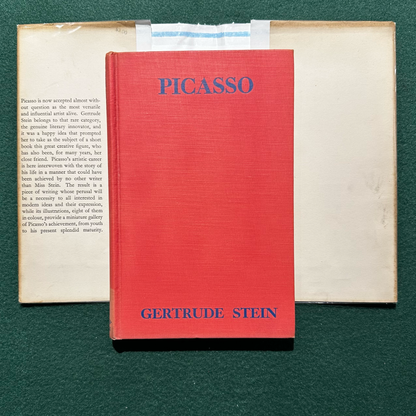 PICASSO
GERTRUDE STEIN
Picasso is now accepted almost with-
out question as the most versatile
and influential artist alive. Gertrude
Stein belongs to that rare category,
the genuine literary innovator, and
it was a happy idea that prompted
her to take as the subject of a short
book this great creative figure, who
has also been, for many years, her
close friend. Picasso's artistic career
is here interwoven with the story of
his life in a manner that could have
been achieved by no other writer
than Miss Stein. The result is a
piece of writing whose perusal will
be a necessity to all interested in
modern ideas and their expression,
while its illustrations, eight of them
in colour, provide a miniature gallery
of Picasso's achievement, from youth
to his present splendid maturity.